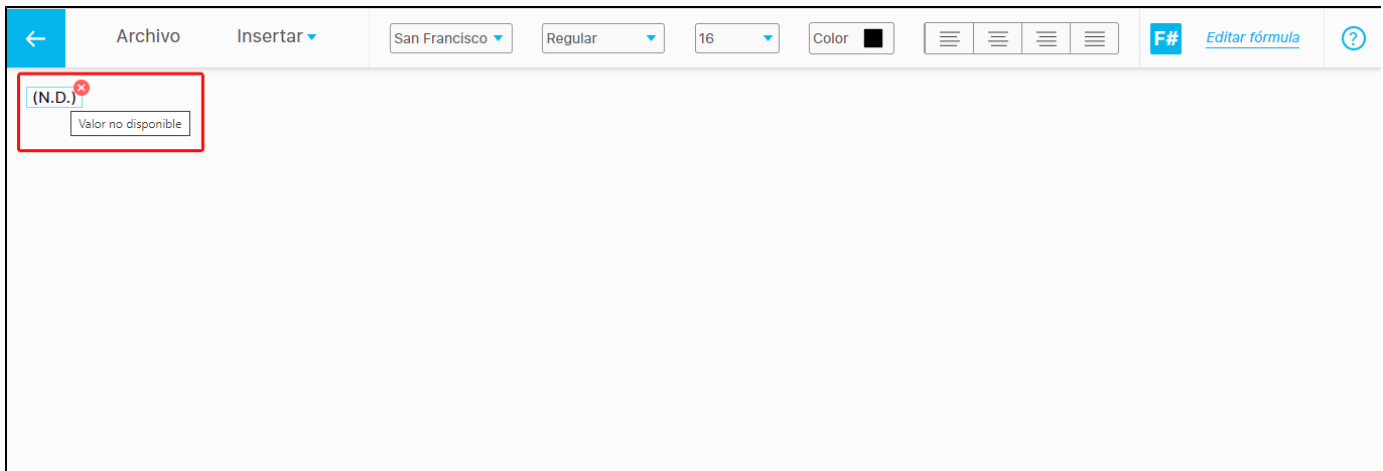 Archivo Insertar San Francisco Regular 16 Color F# Editar fórmula ?
(N.D.)
Valor no disponible